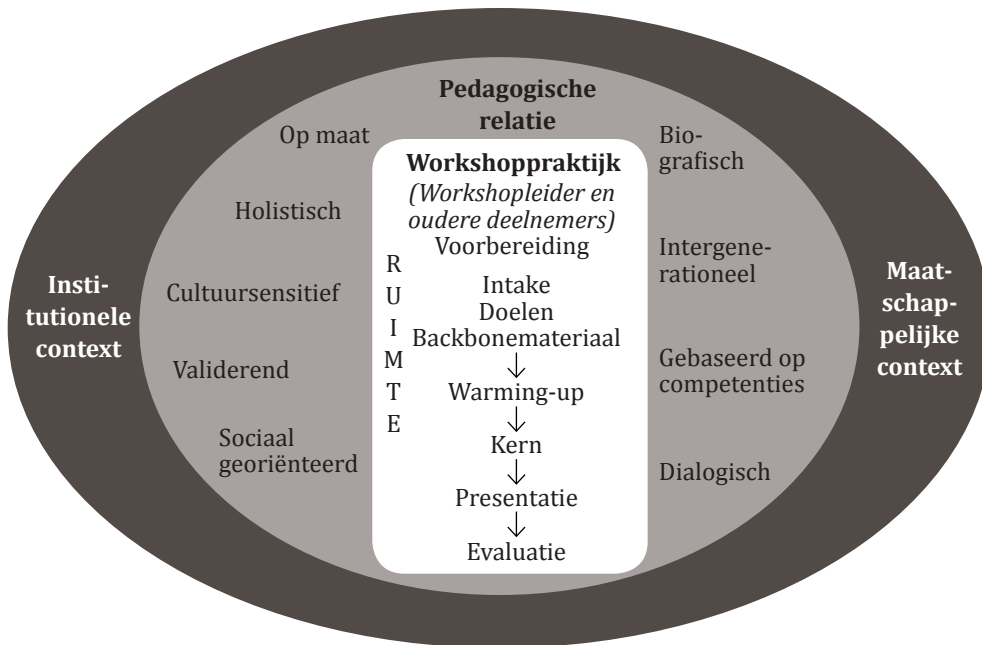 Pedagogische
relatie
Op maat
Holistisch
Cultuursensitief
Validerend
Sociaal
georiënteerd
Insti-
tutionele
context
Workshoppraktijk
(Workshopleider en
oudere deelnemers)
Voorbereiding
RUIMTE
Intake
Doelen
Backbonemateriaal
Warming-up
Kern
Presentatie
Evaluatie
Bio-
grafisch
Intergene-
rationeel
Gebaseerd op
competenties
Dialogisch
Maat-
schap-
pelijke
context